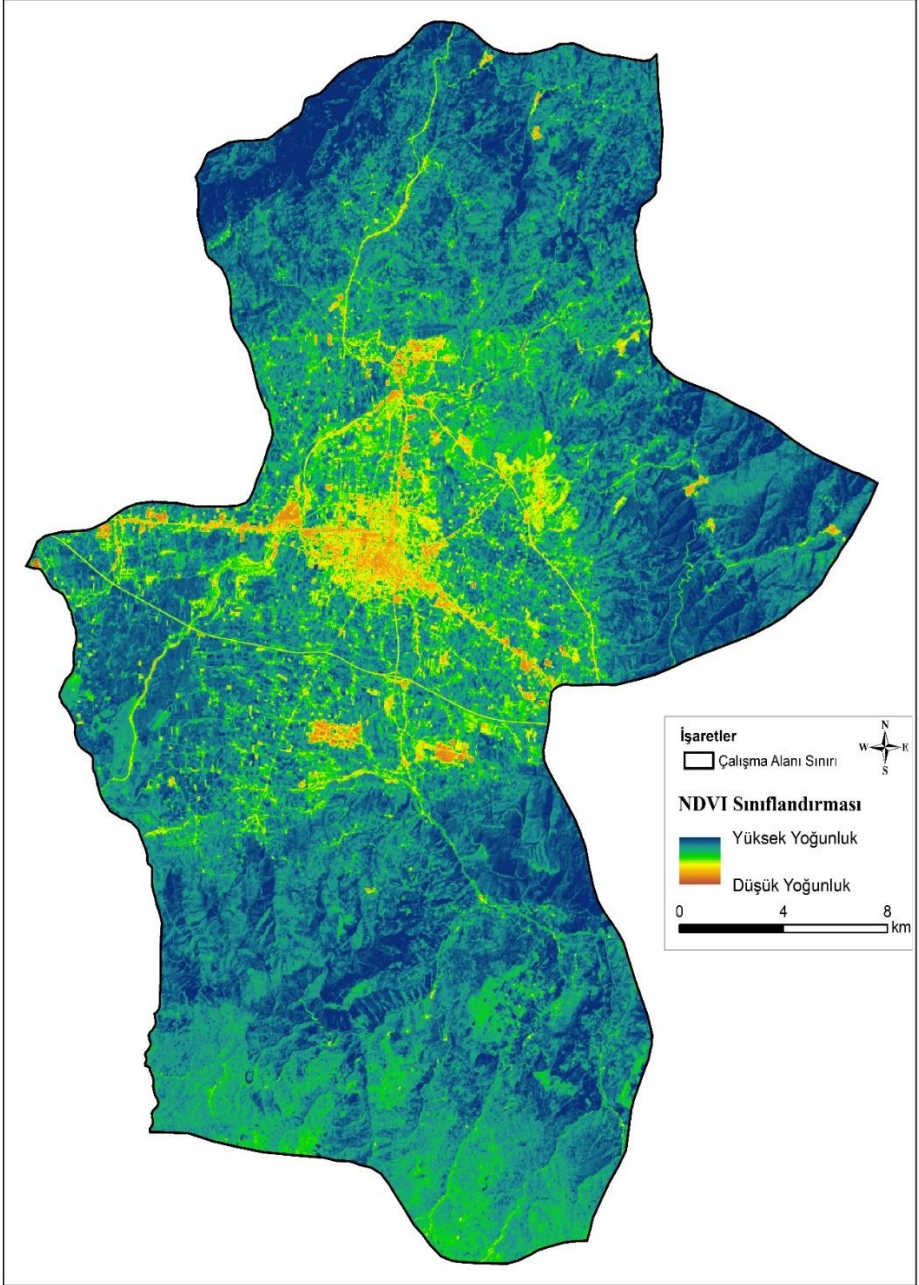 İşaretler
Çalışma Alanı Sınırı
N
W E
S
NDVI Sınıflandırması
Yüksek Yoğunluk
Düşük Yoğunluk
0 4 8
km